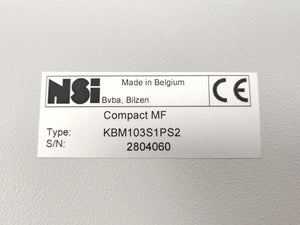 NSi
Made in Belgium
Bvba, Bilzen
CE
Compact MF
Type: KBM103S1PS2
S/N: 2804060